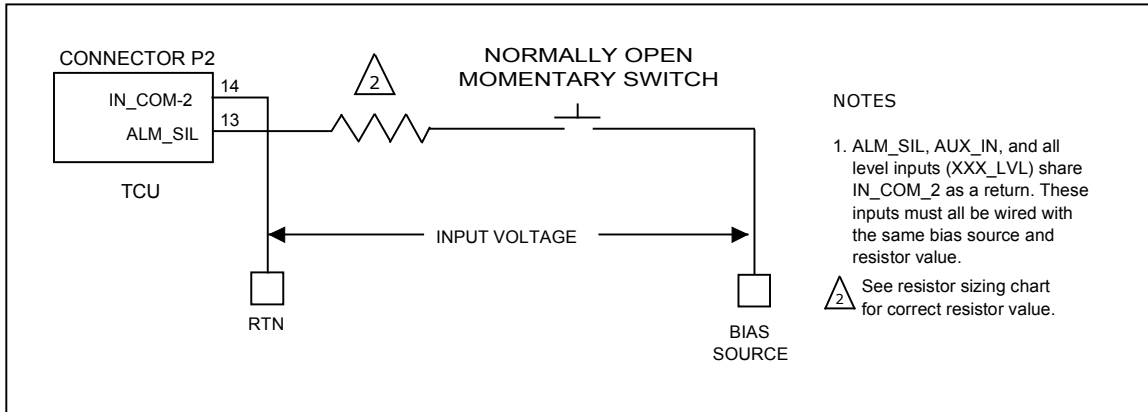 CONNECTOR P2
14
IN_COM-2
13
ALM_SIL
TCU
2
NORMALLY OPEN
MOMENTARY SWITCH
INPUT VOLTAGE
RTN
BIAS
SOURCE
NOTES
1. ALM_SIL, AUX_IN, and all
level inputs (XXX_LVL) share
IN_COM_2 as a return. These
inputs must all be wired with
the same bias source and
resistor value.
2 See resistor sizing chart
for correct resistor value.